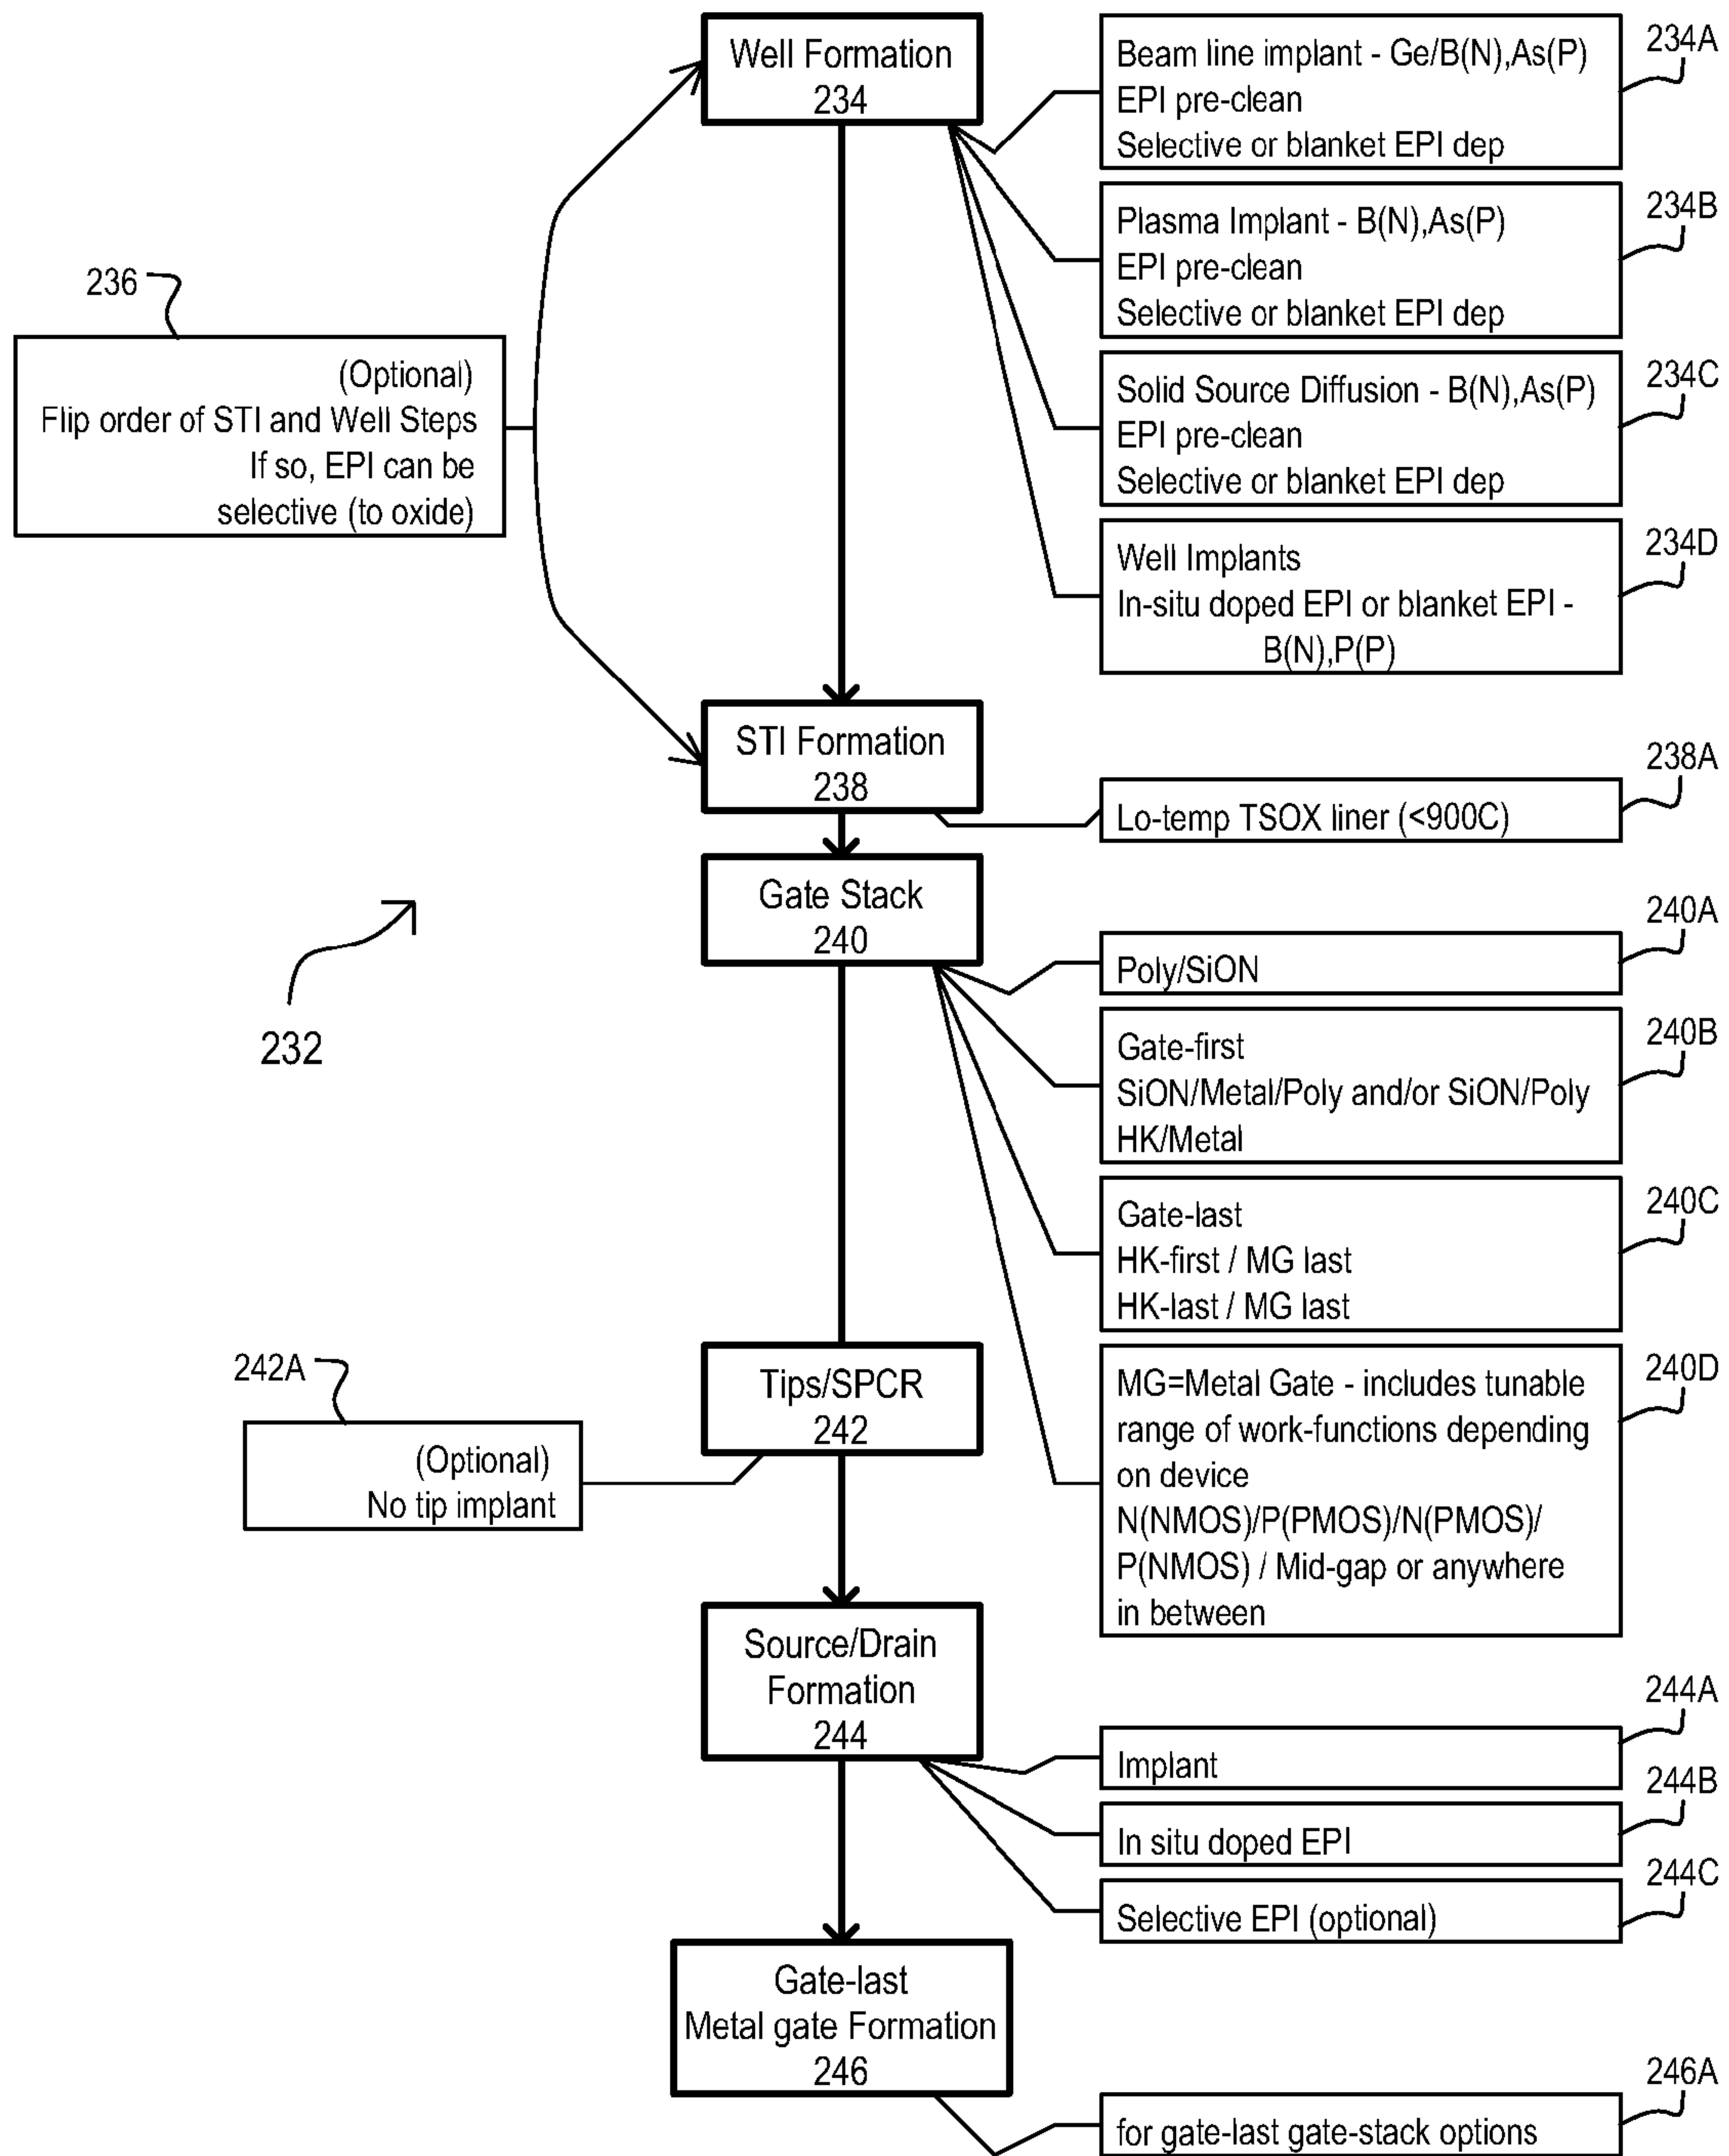 Well Formation
234
Beam line implant - Ge/B(N),As(P)
EPI pre-clean
Selective or blanket EPI dep
234A
Plasma Implant - B(N),As(P)
EPI pre-clean
Selective or blanket EPI dep
234B
236
(Optional)
Flip order of STI and Well Steps
If so, EPI can be
selective (to oxide)
Solid Source Diffusion - B(N),As(P)
EPI pre-clean
Selective or blanket EPI dep
234C
Well Implants
In-situ doped EPI or blanket EPI -
B(N),P(P)
234D
STI Formation
238
Lo-temp TSOX liner (<900C)
238A
Gate Stack
240
232
Poly/SiON
240A
Gate-first
SiON/Metal/Poly and/or SiON/Poly
HK/Metal
240B
Gate-last
HK-first / MG last
HK-last / MG last
240C
Tips/SPCR
242
242A
(Optional)
No tip implant
MG=Metal Gate - includes tunable
range of work-functions depending
on device
N(NMOS)/P(PMOS)/N(PMOS)/
P(NMOS) / Mid-gap or anywhere
in between
240D
Source/Drain
Formation
244
Implant
244A
In situ doped EPI
244B
Selective EPI (optional)
244C
Gate-last
Metal gate Formation
246
for gate-last gate-stack options
246A